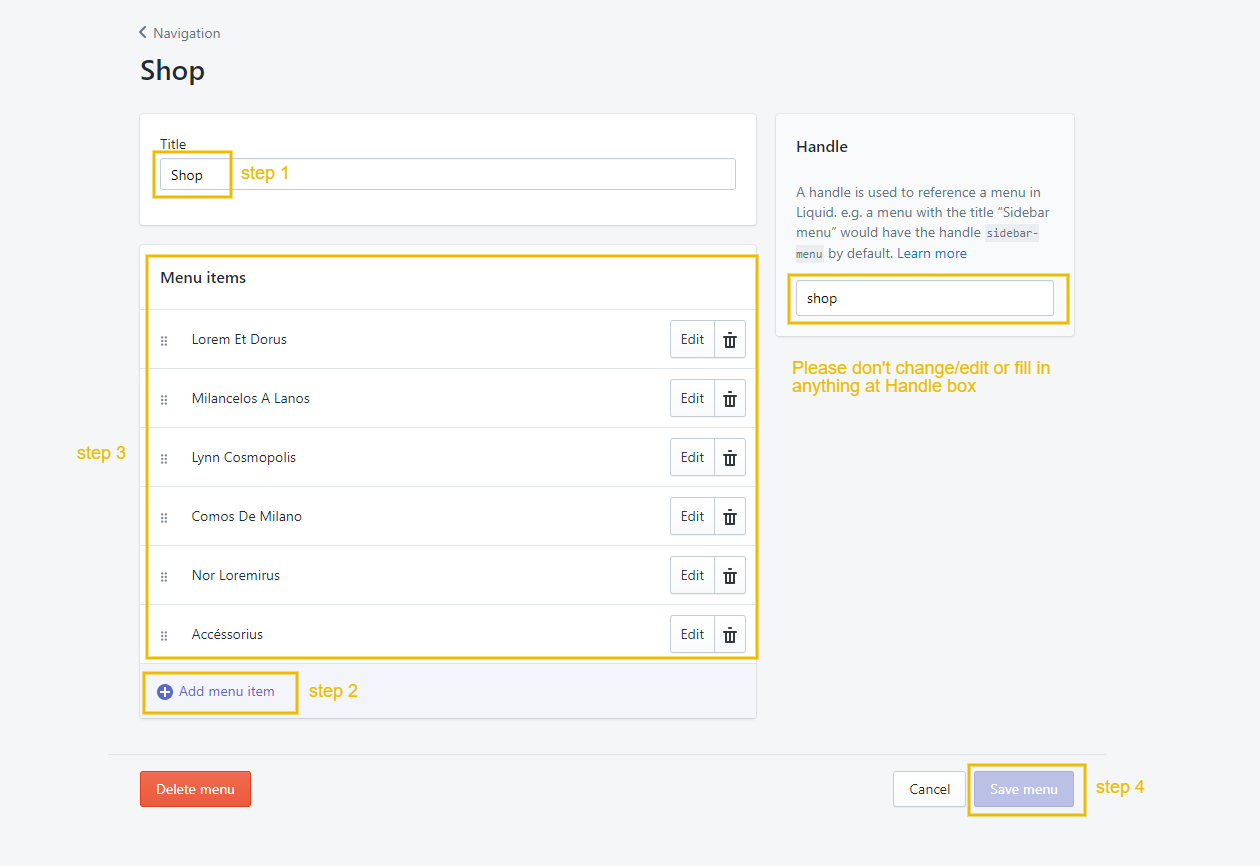 Navigation
Shop
Title
Shop
step 1
Menu items
Lorem Et Dorus
Edit
Milancelos A Lanos
Edit
Lynn Cosmopolis
Edit
step 3
Comos De Milano
Edit
Nor Loremirus
Edit
Accéssorius
Edit
Add menu item
step 2
Handle
A handle is used to reference a menu in
Liquid. e.g. a menu with the title “Sidebar
menu” would have the handle sidebar-
menu by default. Learn more
shop
Please don't change/edit or fill in
anything at Handle box
Delete menu
Cancel
Save menu
step 4